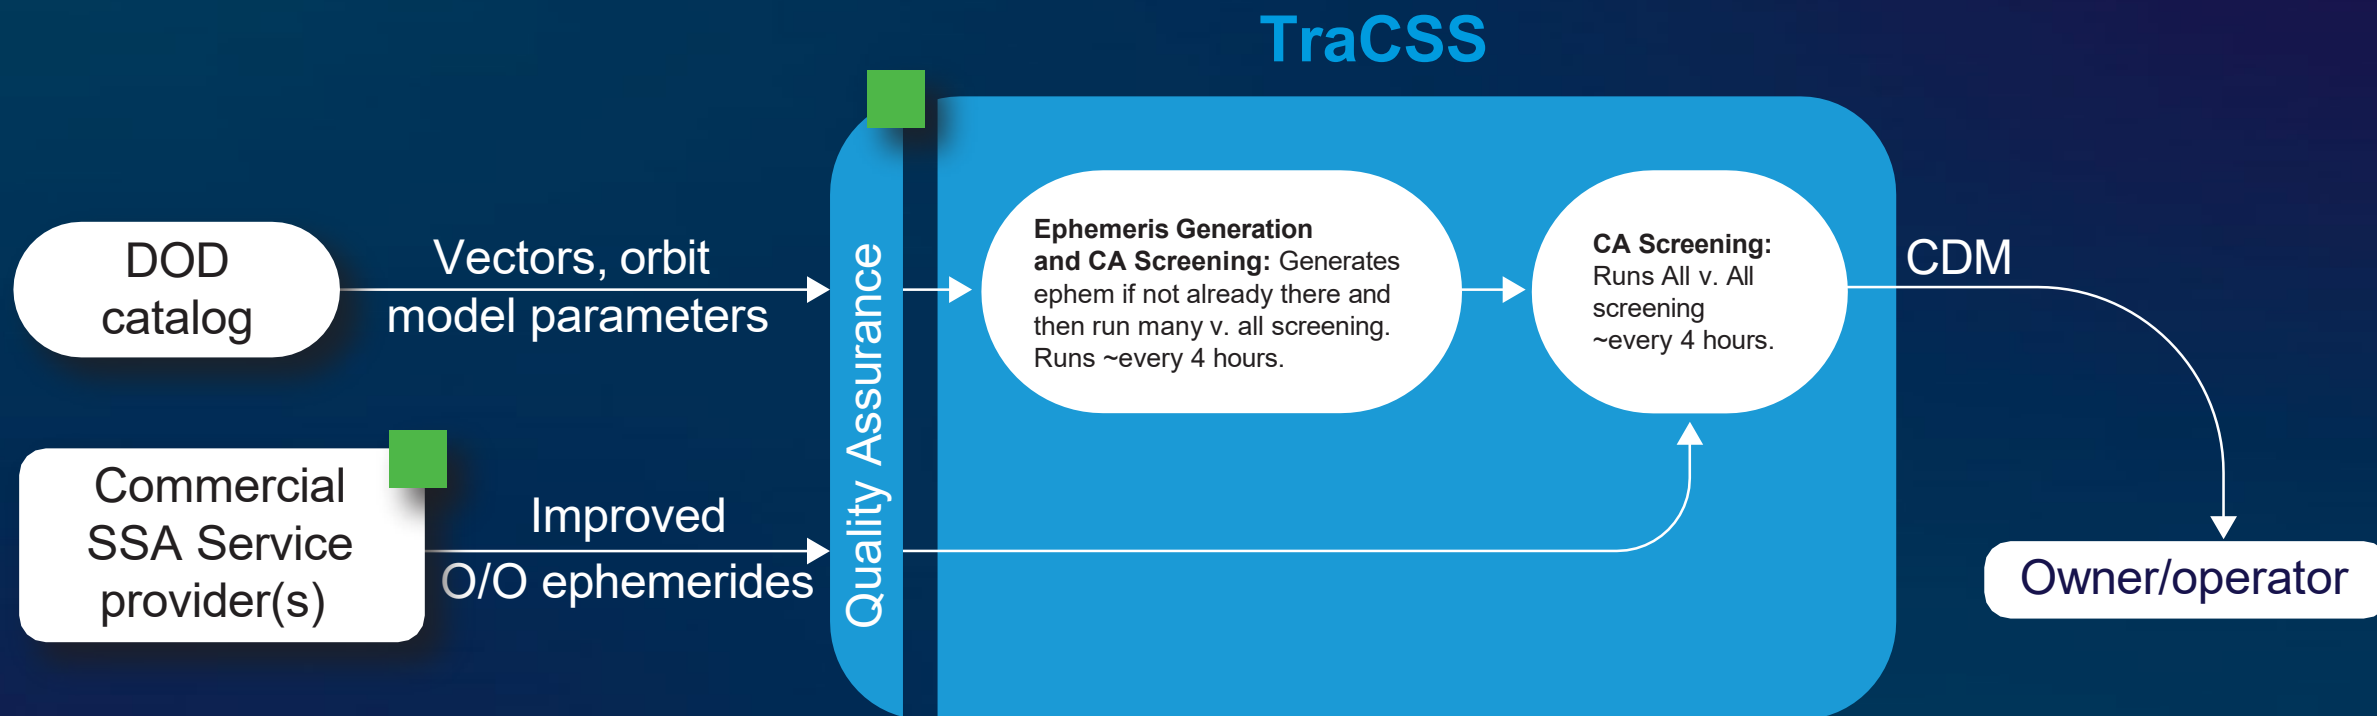 TraCSS
DOD
catalog
Vectors, orbit
model parameters
Commercial
SSA Service
provider(s)
Improved
O/O ephemerides
Quality Assurance
Ephemeris Generation
and CA Screening: Generates
ephem if not already there and
then run many v. all screening.
Runs ~every 4 hours.
CA Screening:
Runs All v. All
screening
~every 4 hours.
CDM
Owner/operator